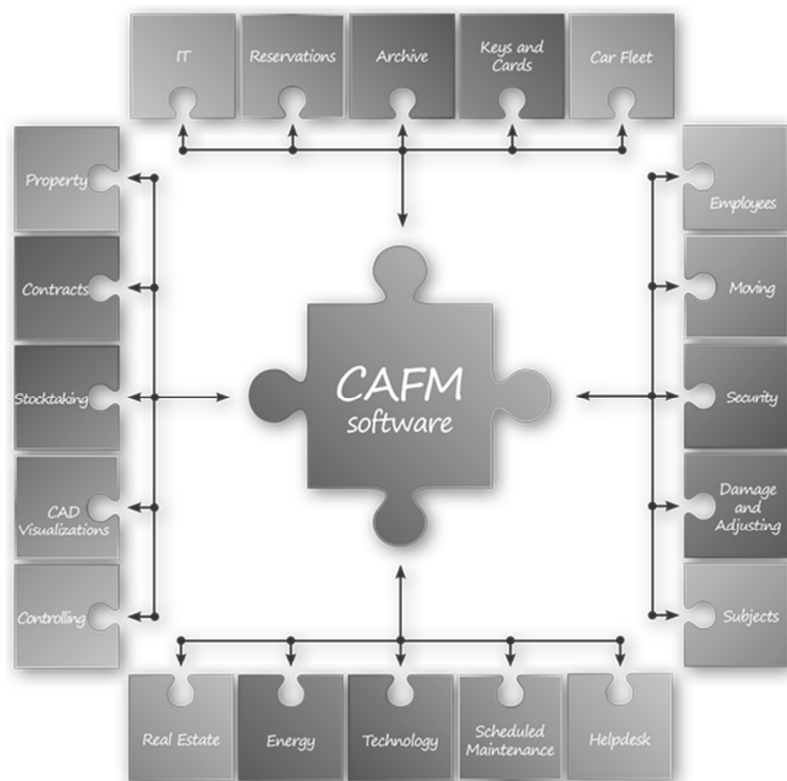 IT
Reservations
Archive
Keys and
Cards
Car Fleet
Property
Contracts
Stocktaking
CAD
Visualizations
Controlling
CAFM
software
Employees
Moving
Security
Damage
and
Adjusting
Subjects
Real Estate
Energy
Technology
Scheduled
Maintenance
Helpdesk